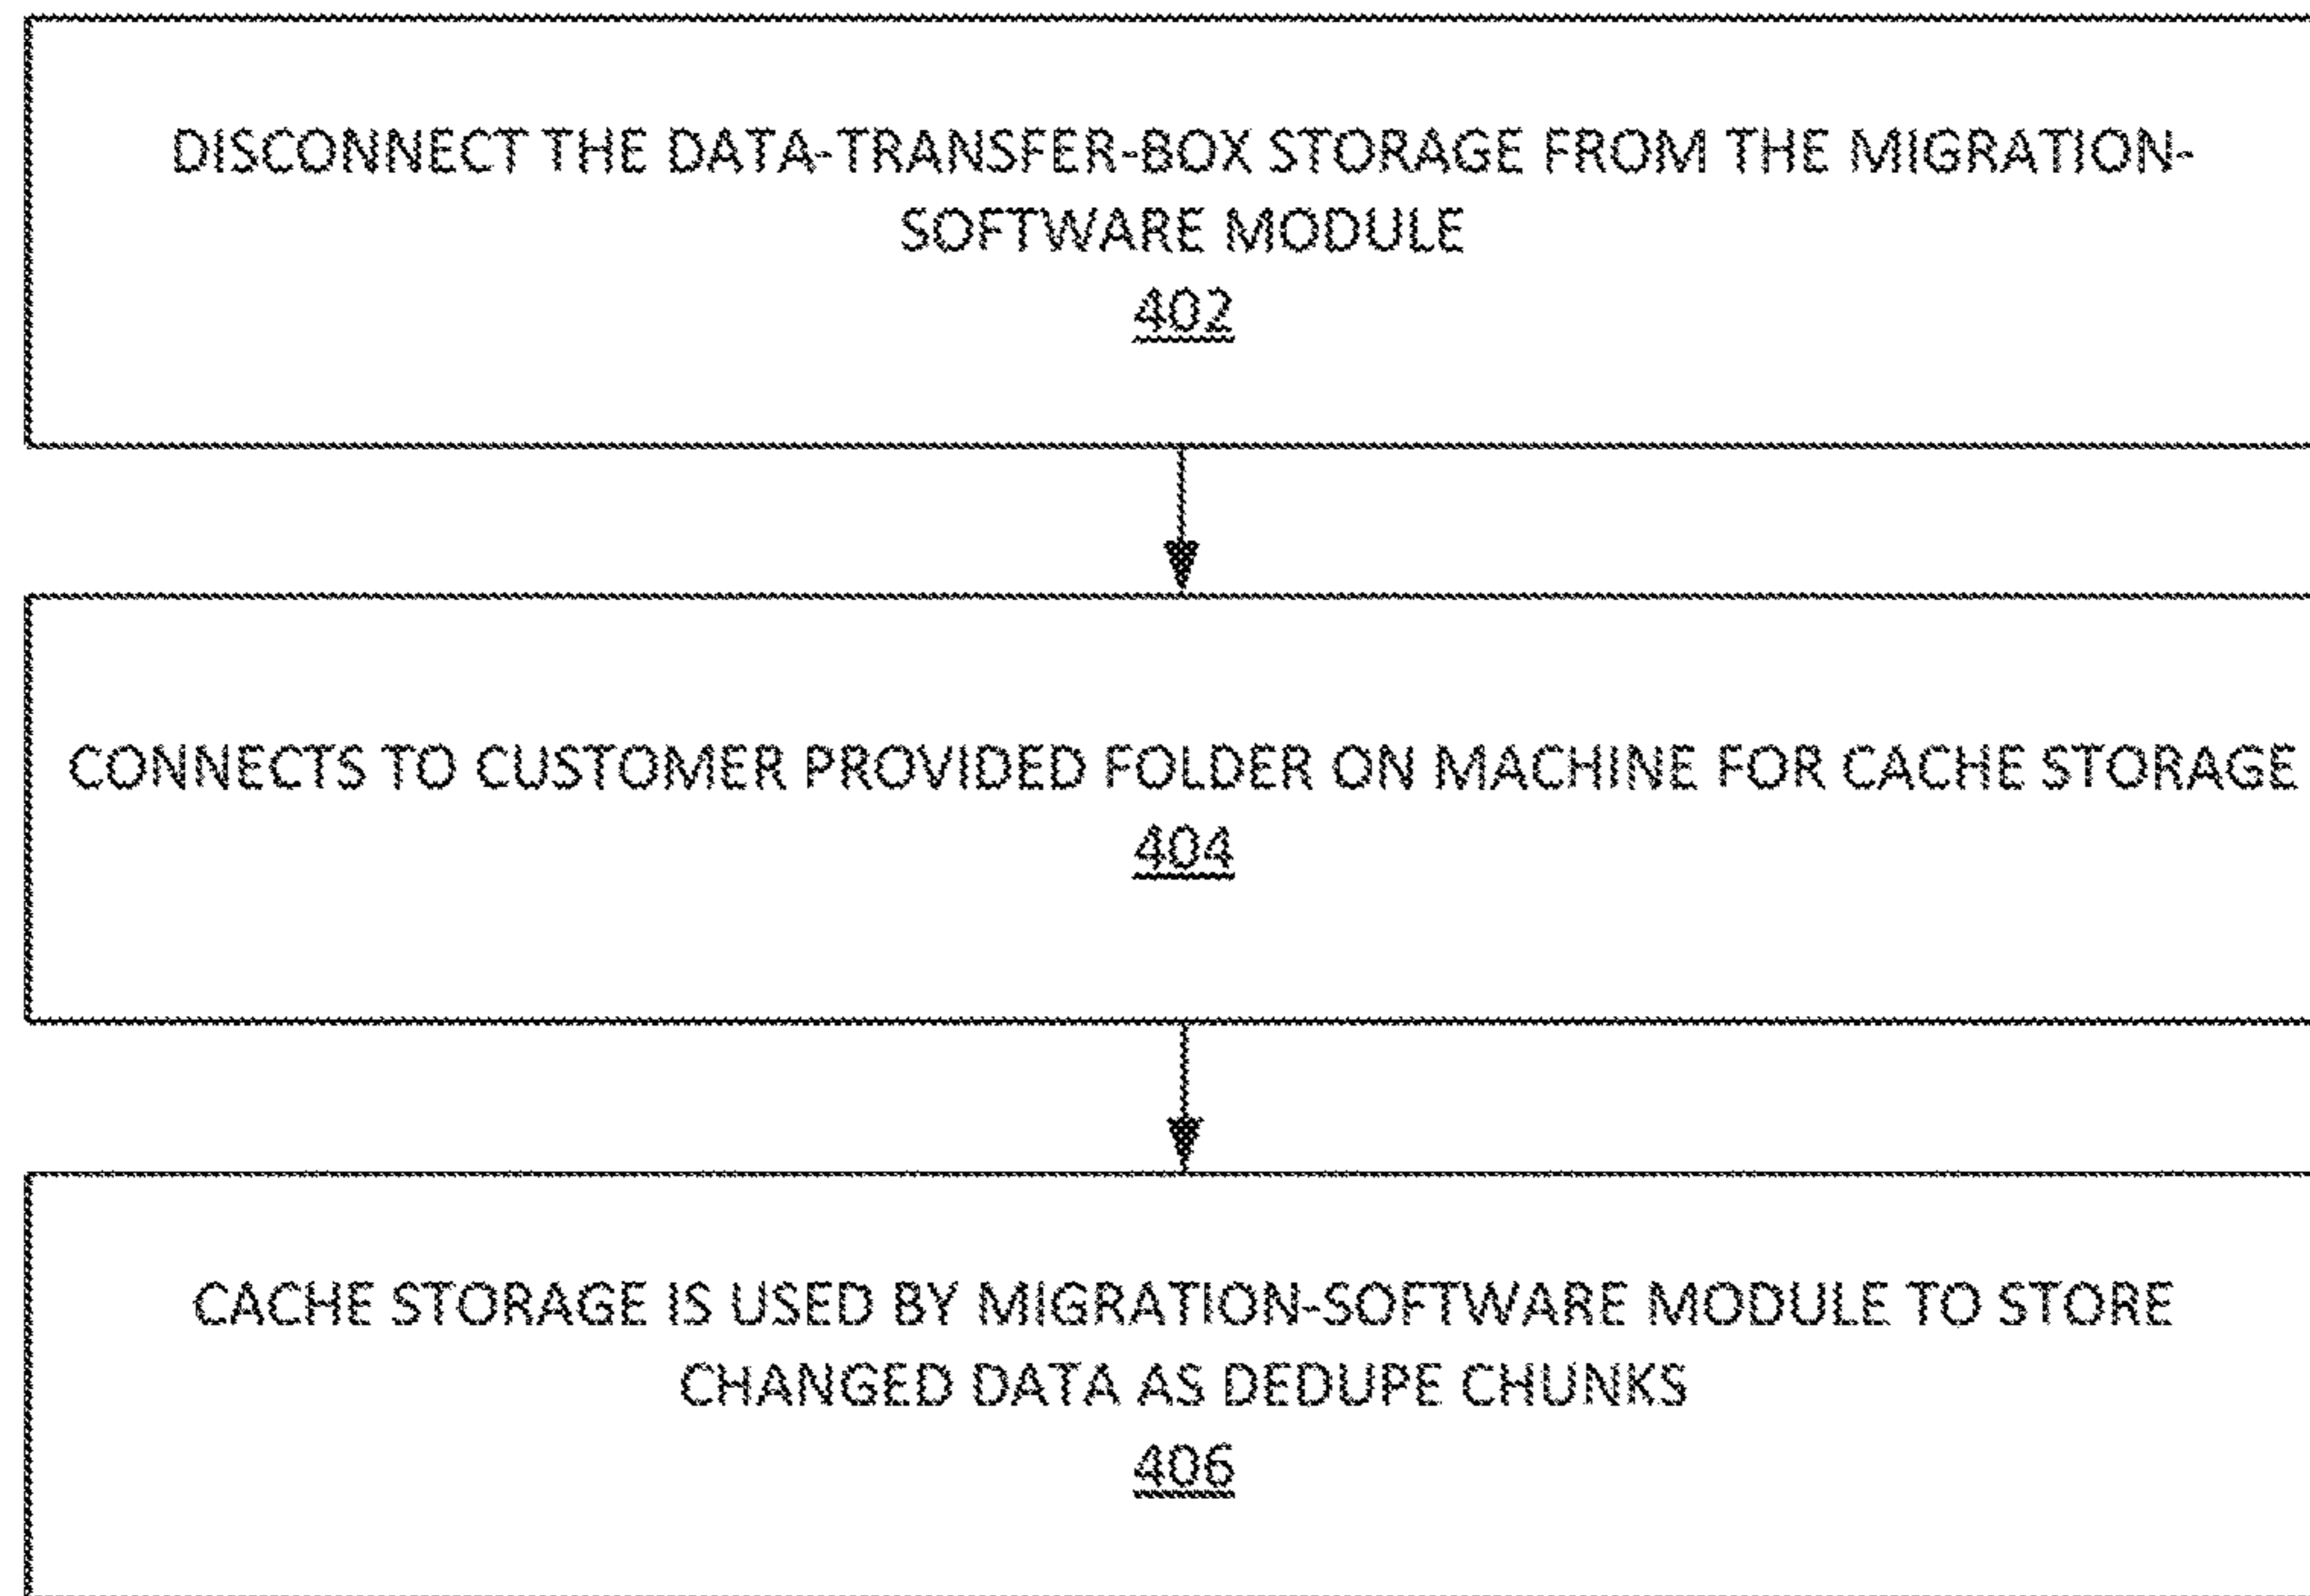 DISCONNECT THE DATA-TRANSFER-BOX STORAGE FROM THE MIGRATION-
SOFTWARE MODULE
402
CONNECTS TO CUSTOMER PROVIDED FOLDER ON MACHINE FOR CACHE STORAGE
404
CACHE STORAGE IS USED BY MIGRATION-SOFTWARE MODULE TO STORE
CHANGED DATA AS DEDUPE CHUNKS
406